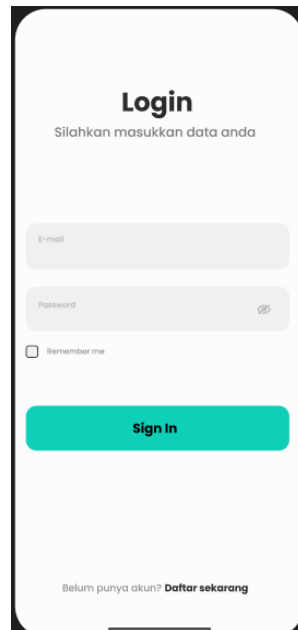 Login
Silahkan masukkan data anda
E-mail
Password
Remember me
Sign In
Belum punya akun? Daftar sekarang